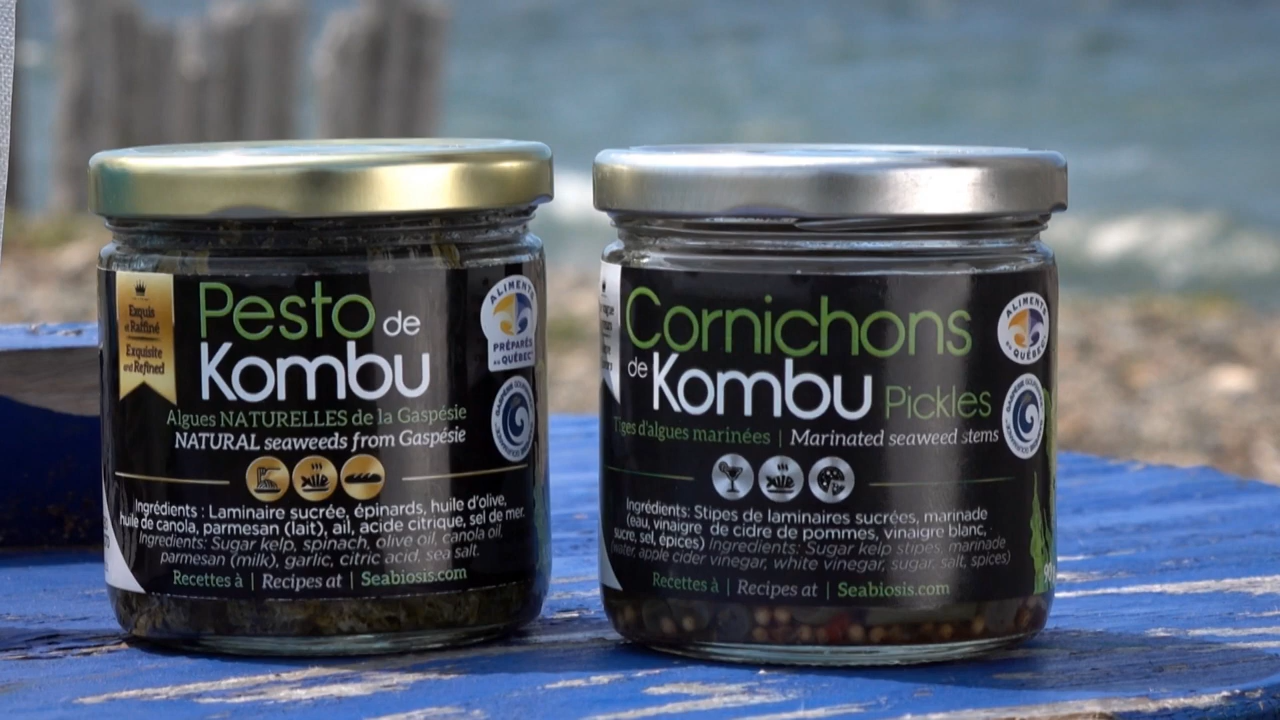 Exquis
et Raffiné
Exquisite
and Refined
Pesto de
Kombu
Algues NATURELLES de la Gaspésie
NATURAL seaweeds from Gaspésie
Ingrédients : Laminaire sucrée, épinards, huile d'olive,
huile de canola, parmesan (lait), ail, acide citrique, sel de mer.
Ingredients: Sugar kelp, spinach, olive oil, canola oil,
parmesan (milk), garlic, citric acid, sea salt.
Recettes à | Recipes at | Seabiosis.com
ALIMENTS
PRÉPARÉS
AU QUÉBEC
Cornichons
de Kombu Pickles
Tiges d'algues marinées | Marinated seaweed stems
Ingrédients: Stipes de laminaires sucrées, marinade
(eau, vinaigre de cidre de pommes, vinaigre blanc,
sucre, sel, épices) Ingredients: Sugar kelp stipes, marinade
(water, apple cider vinegar, white vinegar, sugar, salt, spices)
Recettes à | Recipes at | Seabiosis.com
ALIMENTS
DU QUÉBEC
90